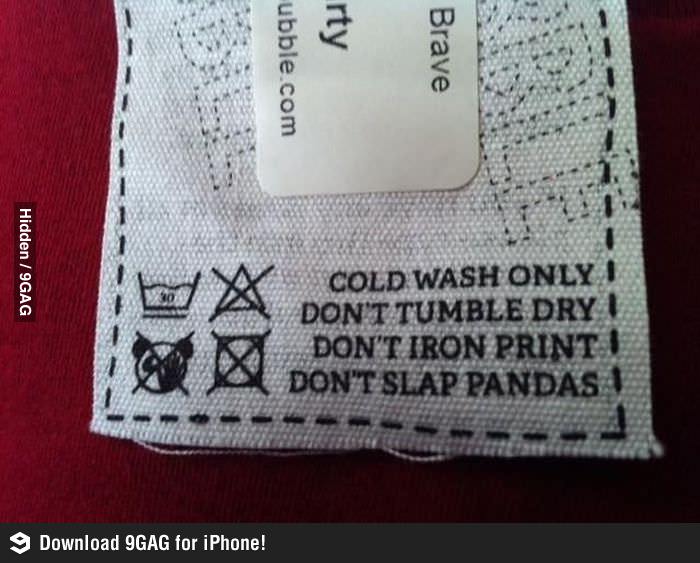 Brave
rty
ubble.com
30
COLD WASH ONLY
DON'T TUMBLE DRY
DON'T IRON PRINT
DON'T SLAP PANDAS
Hidden / 9GAG
Download 9GAG for iPhone!